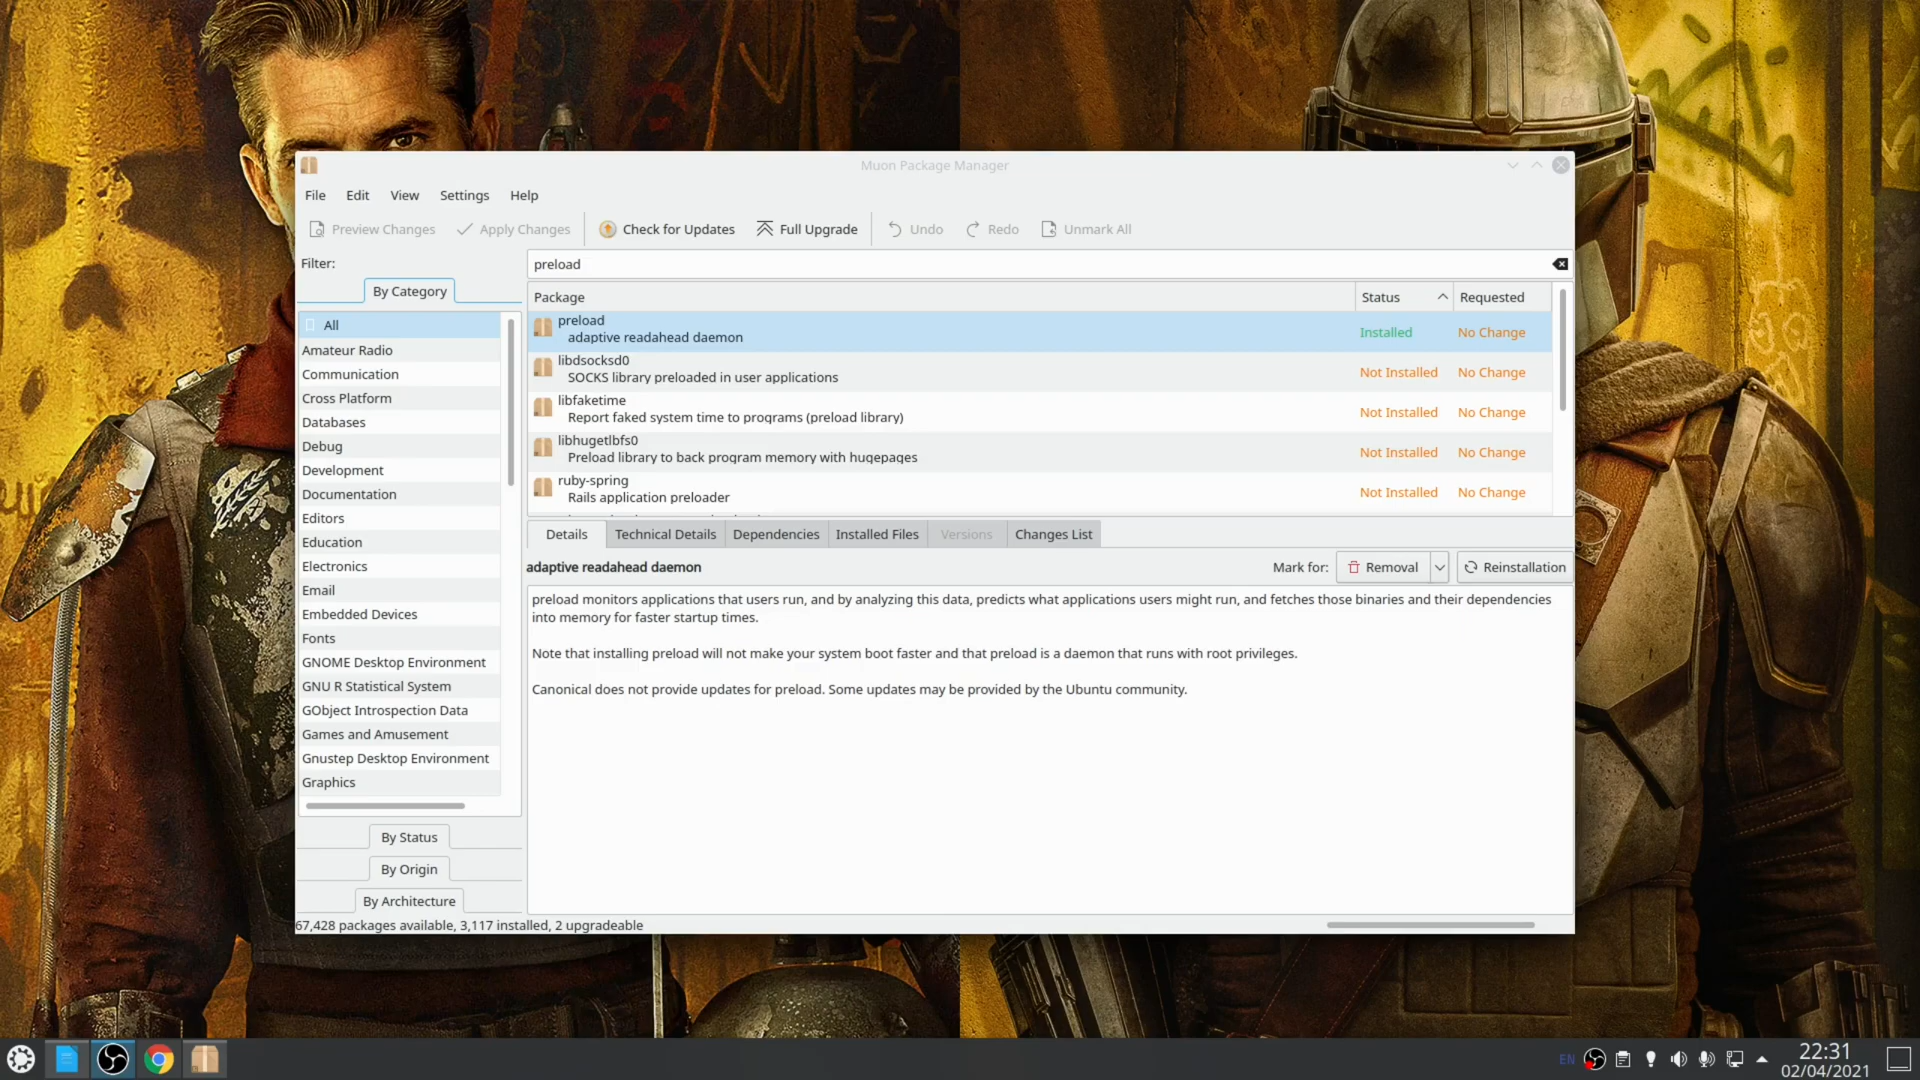 Muon Package Manager
File Edit View Settings Help
Preview Changes Apply Changes Check for Updates Full Upgrade Undo Redo Unmark All
Filter:
preload
By Category
Package Status Requested
All
Amateur Radio
Communication
Cross Platform
Databases
Debug
Development
Documentation
Editors
Education
Electronics
Email
Embedded Devices
Fonts
GNOME Desktop Environment
GNU R Statistical System
GObject Introspection Data
Games and Amusement
Gnustep Desktop Environment
Graphics
By Status
By Origin
By Architecture
preload
adaptive readahead daemon
Installed No Change
libdsocksd0
SOCKS library preloaded in user applications
Not Installed No Change
libfaketime
Report faked system time to programs (preload library)
Not Installed No Change
libhugetlbfs0
Preload library to back program memory with hugepages
Not Installed No Change
ruby-spring
Rails application preloader
Not Installed No Change
Details Technical Details Dependencies Installed Files Versions Changes List
adaptive readahead daemon Mark for: Removal Reinstallation
preload monitors applications that users run, and by analyzing this data, predicts what applications users might run, and fetches those binaries and their dependencies
into memory for faster startup times.
Note that installing preload will not make your system boot faster and that preload is a daemon that runs with root privileges.
Canonical does not provide updates for preload. Some updates may be provided by the Ubuntu community.
67,428 packages available, 3,117 installed, 2 upgradeable
EN
22:31
02/04/2021